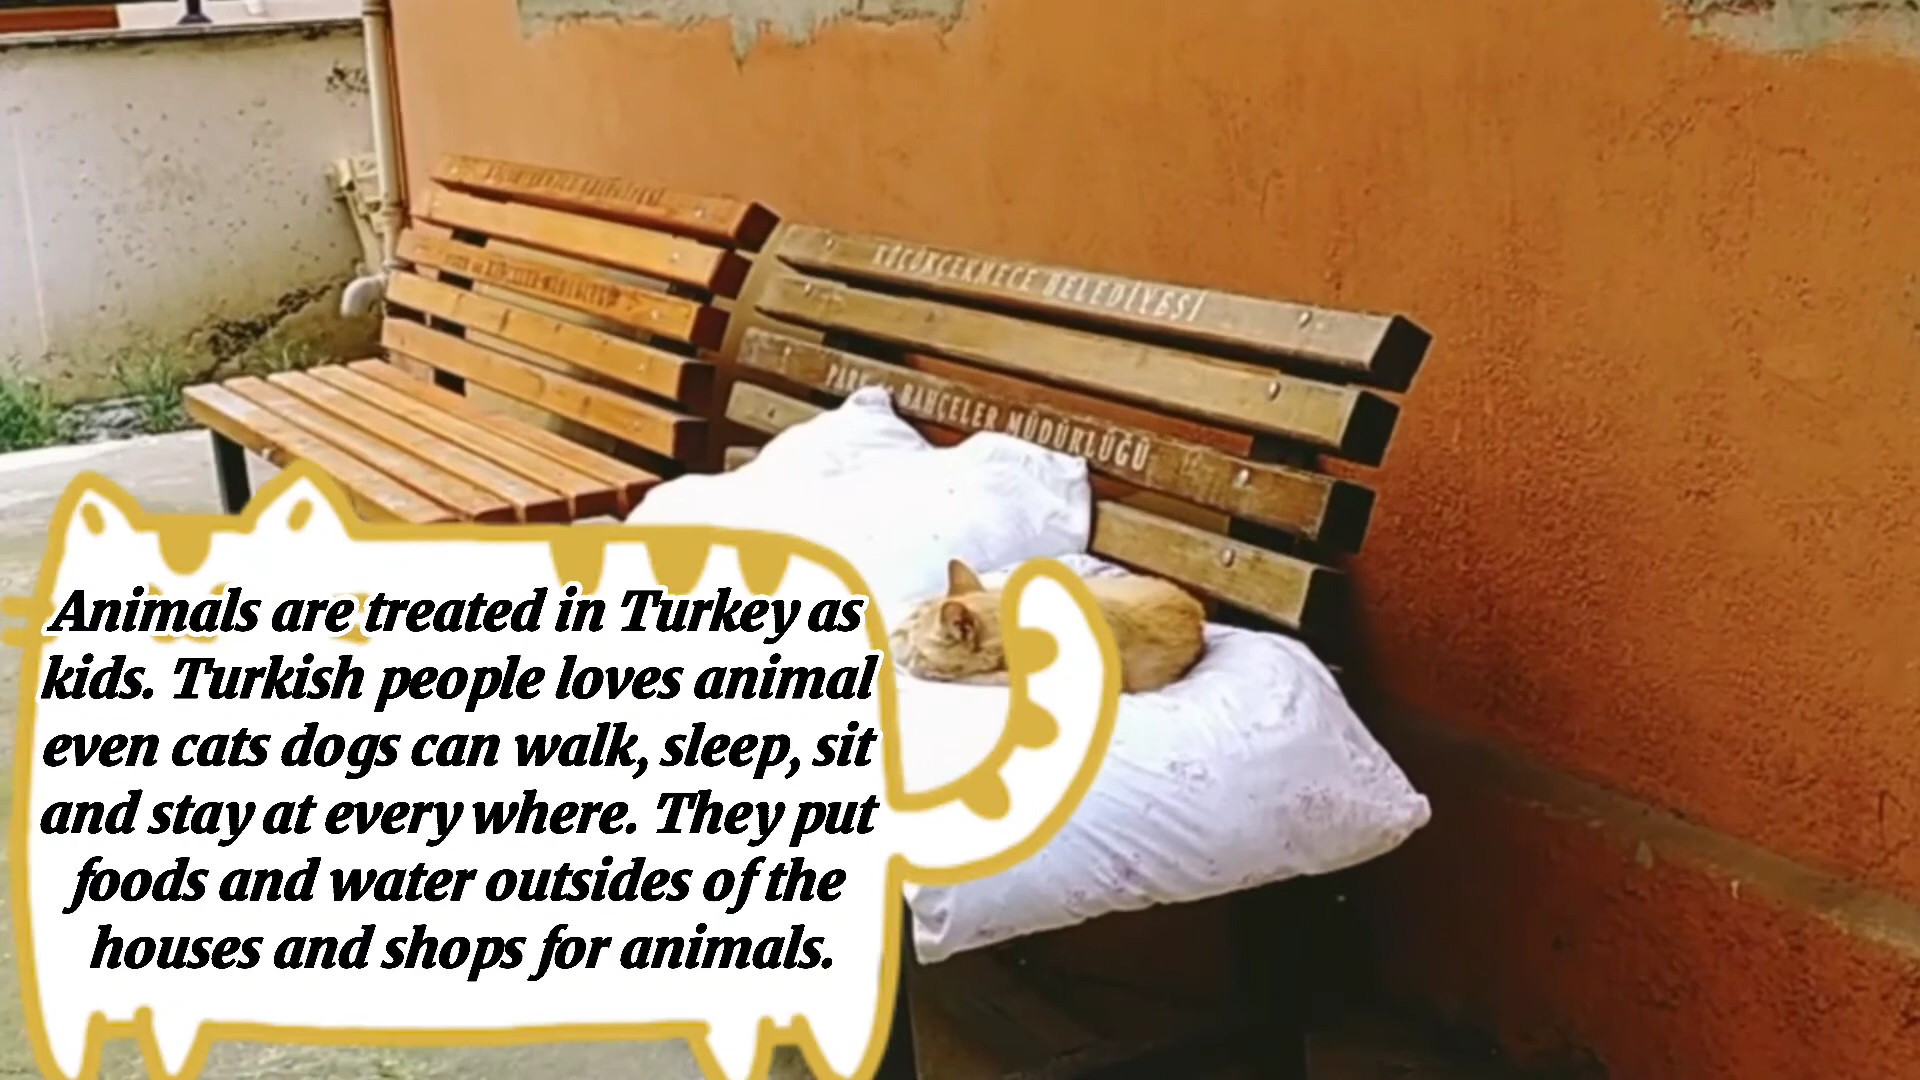 KÜÇÜKÇEKMECE BELEDİYESİ
PARK ve BAHÇELER MÜDÜRLÜĞÜ
Animals are treated in Turkey as
kids. Turkish people loves animal
even cats dogs can walk, sleep, sit
and stay at every where. They put
foods and water outsides of the
houses and shops for animals.